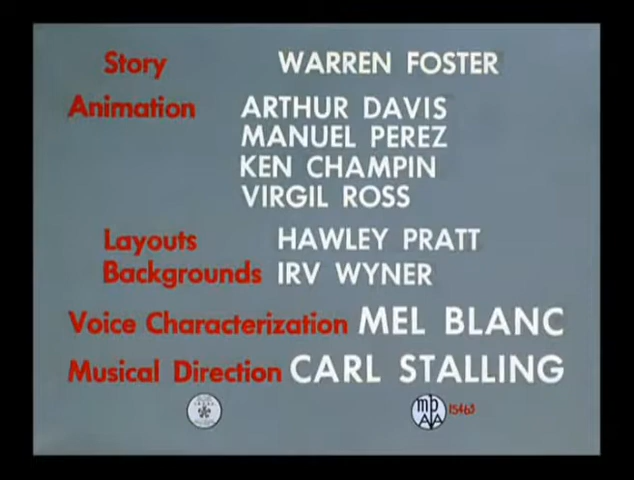 Story WARREN FOSTER
Animation ARTHUR DAVIS
MANUEL PEREZ
KEN CHAMPIN
VIRGIL ROSS
Layouts HAWLEY PRATT
Backgrounds IRV WYNER
Voice Characterization MEL BLANC
Musical Direction CARL STALLING
mpAA 15463